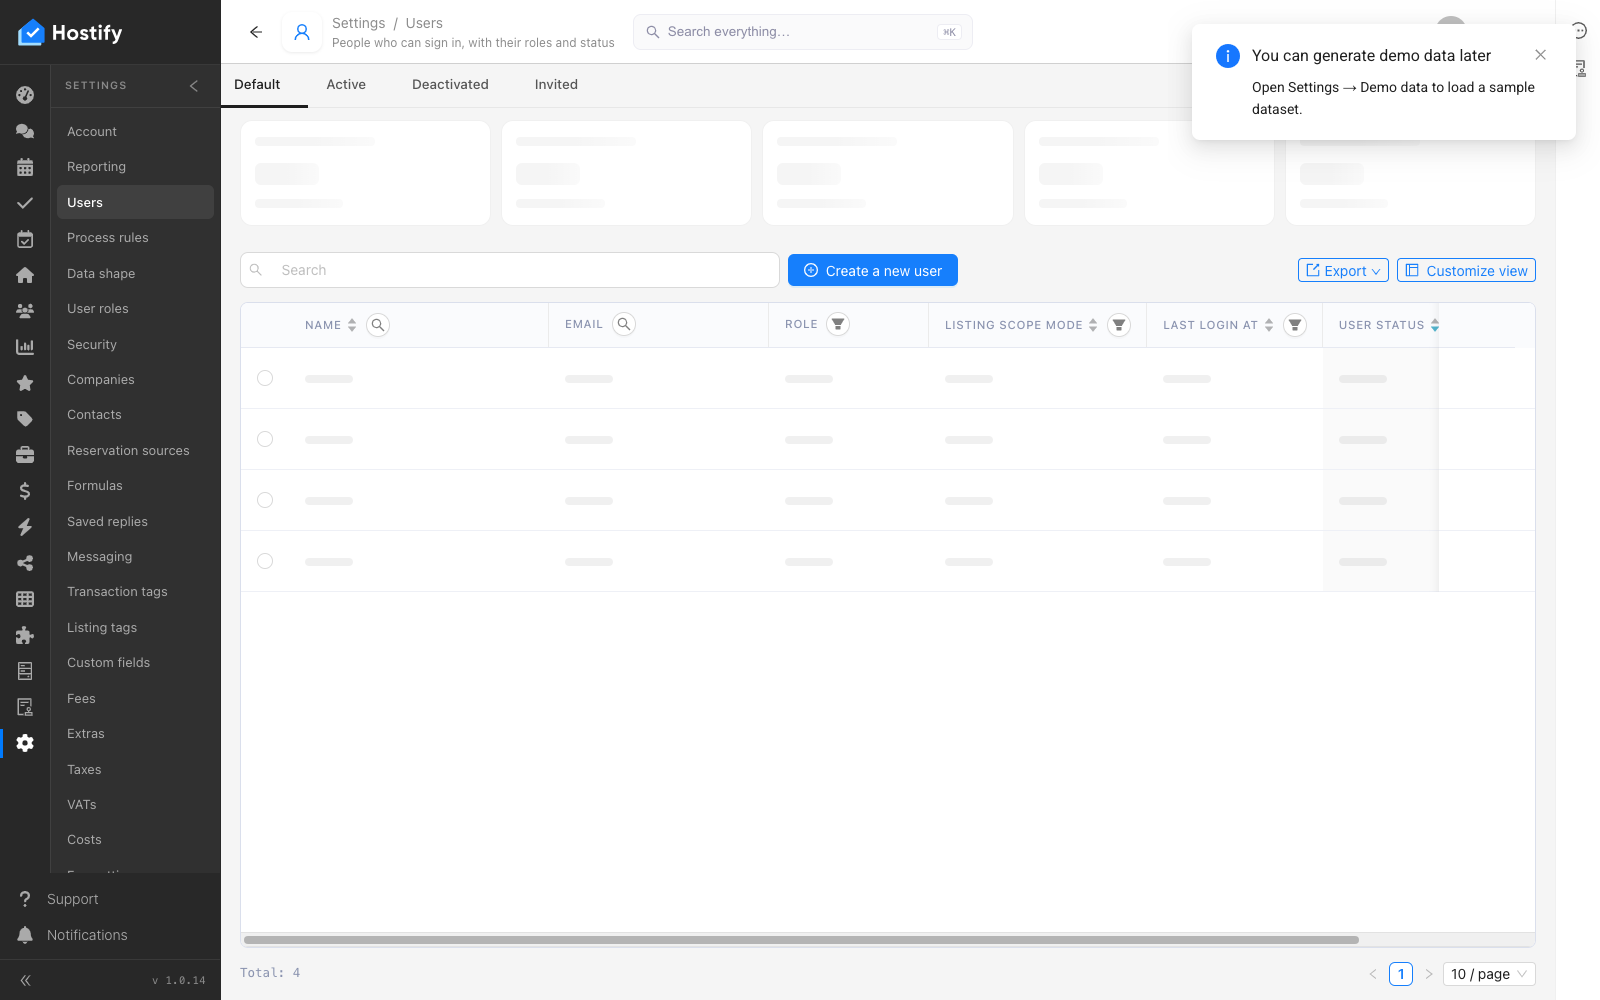 Hostify
Settings / Users
People who can sign in, with their roles and status
Search everything...
⌘K
You can generate demo data later
Open Settings → Demo data to load a sample
dataset.
SETTINGS
Account
Reporting
Users
Process rules
Data shape
User roles
Security
Companies
Contacts
Reservation sources
Formulas
Saved replies
Messaging
Transaction tags
Listing tags
Custom fields
Fees
Extras
Taxes
VATs
Costs
Support
Notifications
v 1.0.14
Default
Active
Deactivated
Invited
Search
Create a new user
Export
Customize view
NAME
EMAIL
ROLE
LISTING SCOPE MODE
LAST LOGIN AT
USER STATUS
Total: 4
1
10 / page